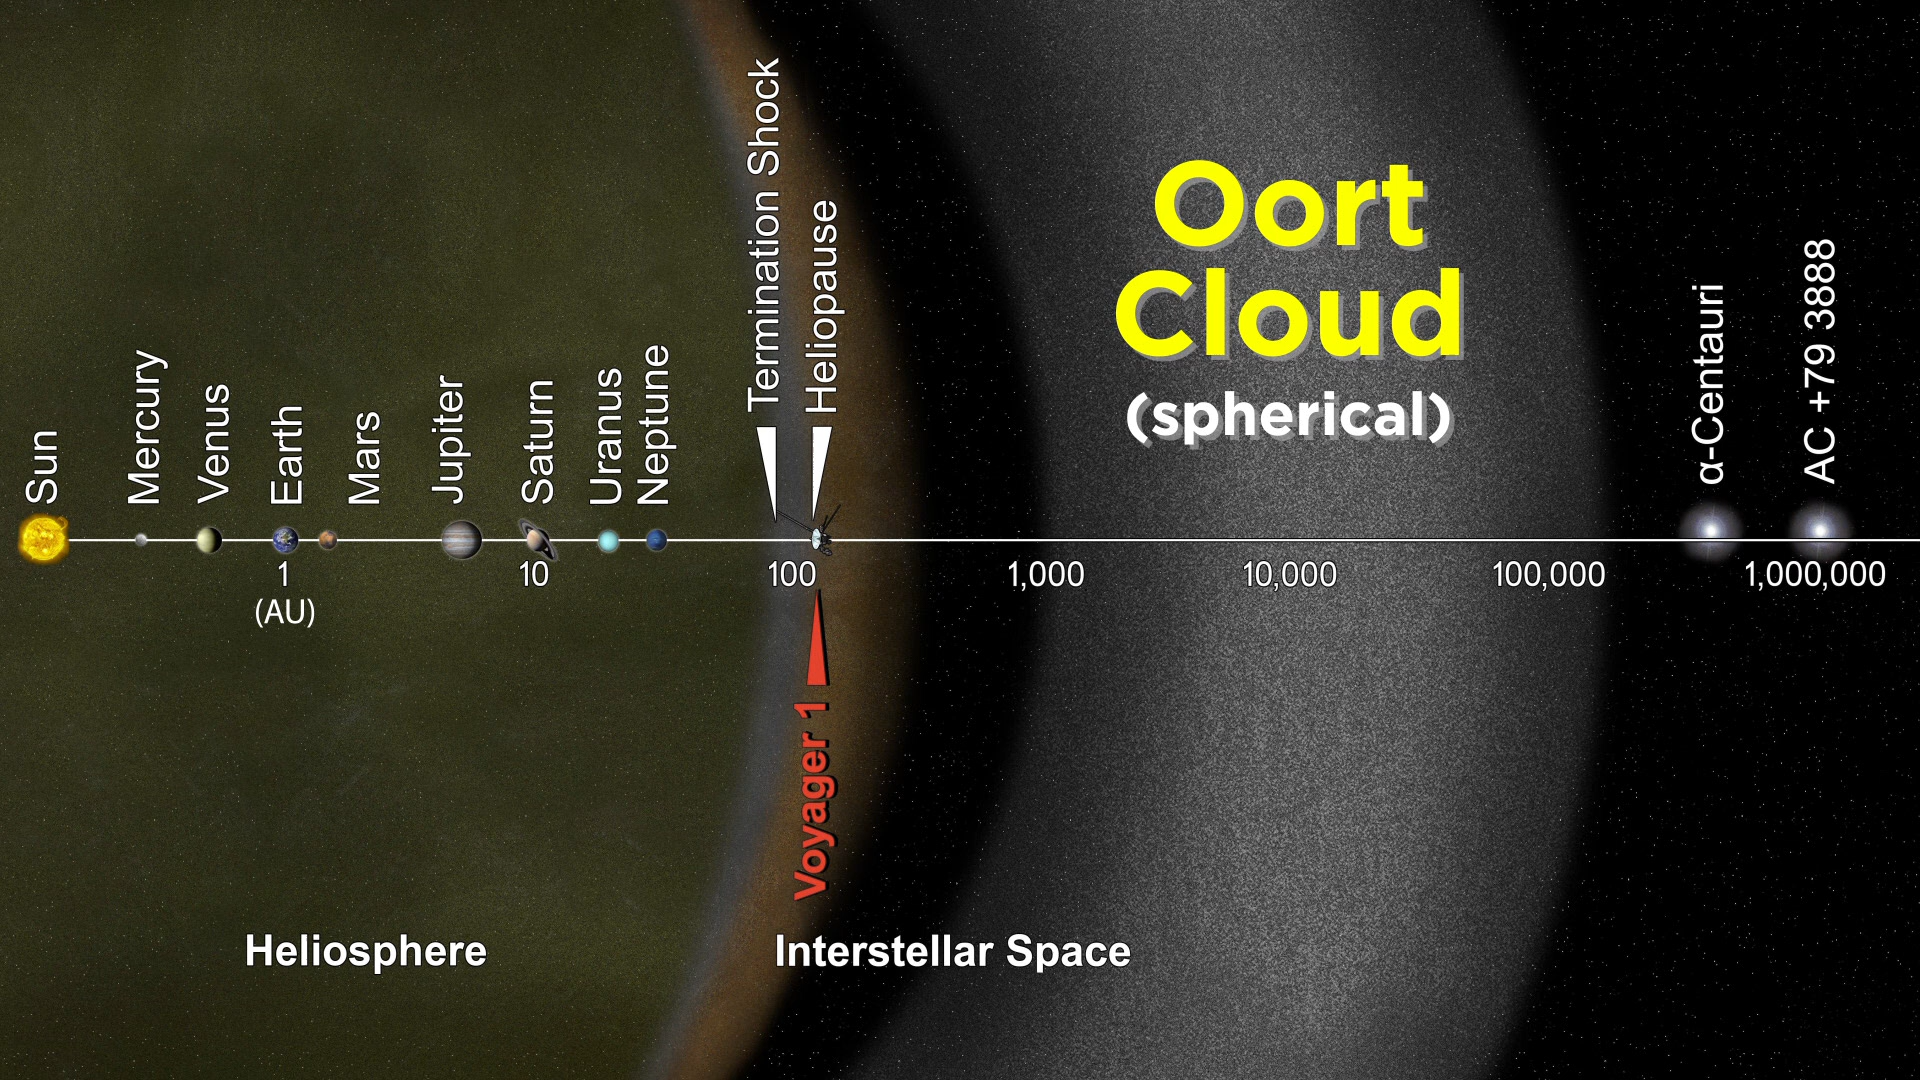 Oort
Cloud
(spherical)
Sun
Mercury
Venus
Earth
Mars
Jupiter
Saturn
Uranus
Neptune
Termination Shock
Heliopause
α-Centauri
AC +79 3888
1
10
100
1,000
10,000
100,000
1,000,000
(AU)
Voyager 1
Heliosphere
Interstellar Space